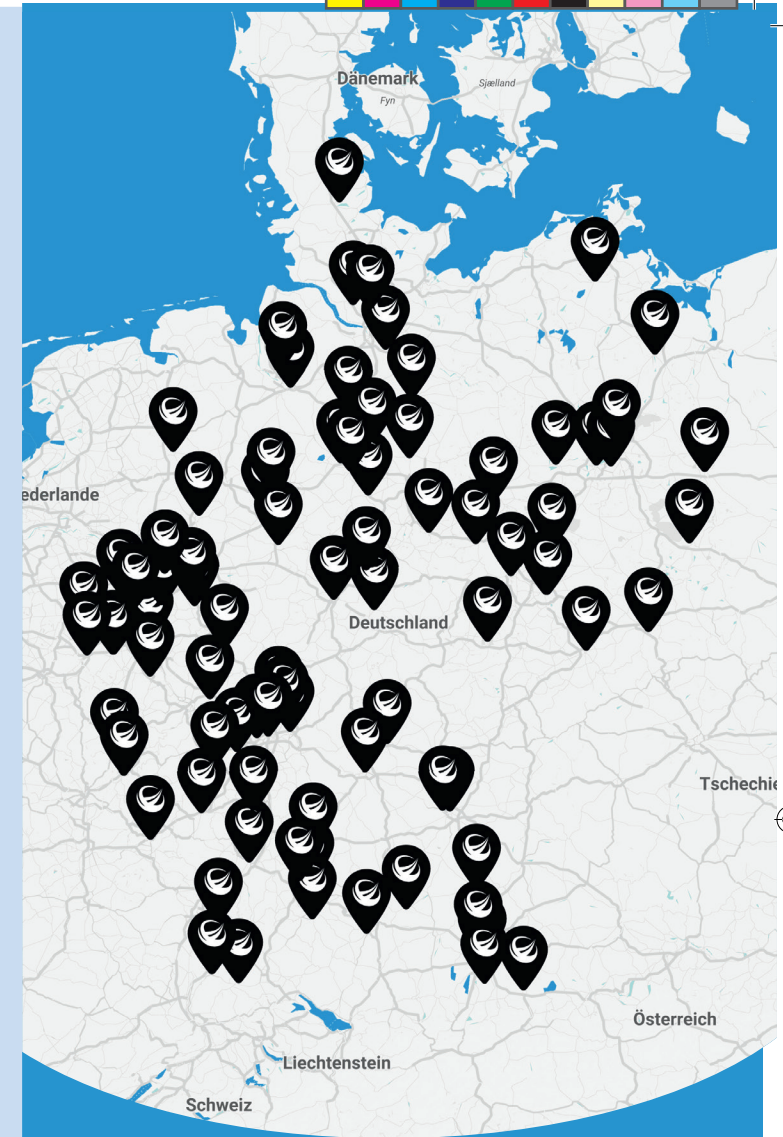 Dänemark
Fyn
Sjælland
ederlande
Deutschland
Tschechie
Österreich
Liechtenstein
Schweiz